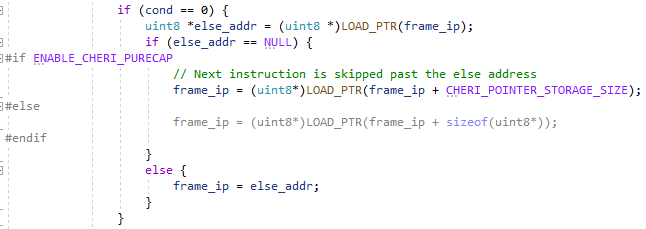 if (cond == 0) {
uint8 *else_addr = (uint8 *)LOAD_PTR(frame_ip);
if (else_addr == NULL) {
#if ENABLE_CHERI_PURECAP
// Next instruction is skipped past the else address
frame_ip = (uint8*)LOAD_PTR(frame_ip + CHERI_POINTER_STORAGE_SIZE);
#else
frame_ip = (uint8*)LOAD_PTR(frame_ip + sizeof(uint8*));
#endif
}
else {
frame_ip = else_addr;
}
}